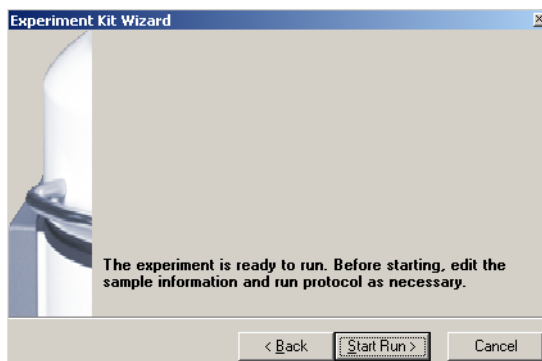 Experiment Kit Wizard
The experiment is ready to run. Before starting, edit the
sample information and run protocol as necessary.
< Back
Start Run >
Cancel